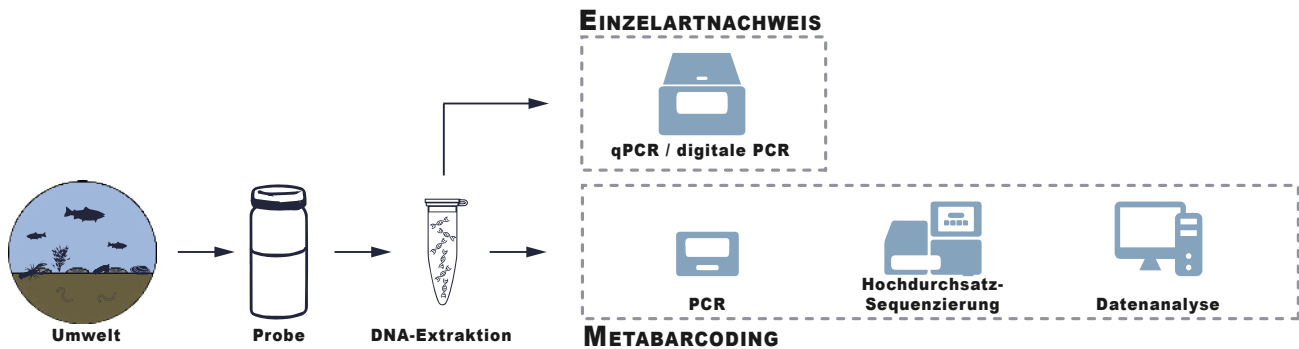 EINZELARTNACHWEIS
qPCR / digitale PCR
Umwelt
Probe
DNA-Extraktion
PCR
Hochdurchsatz-
Sequenzierung
Datenanalyse
METABARCODING